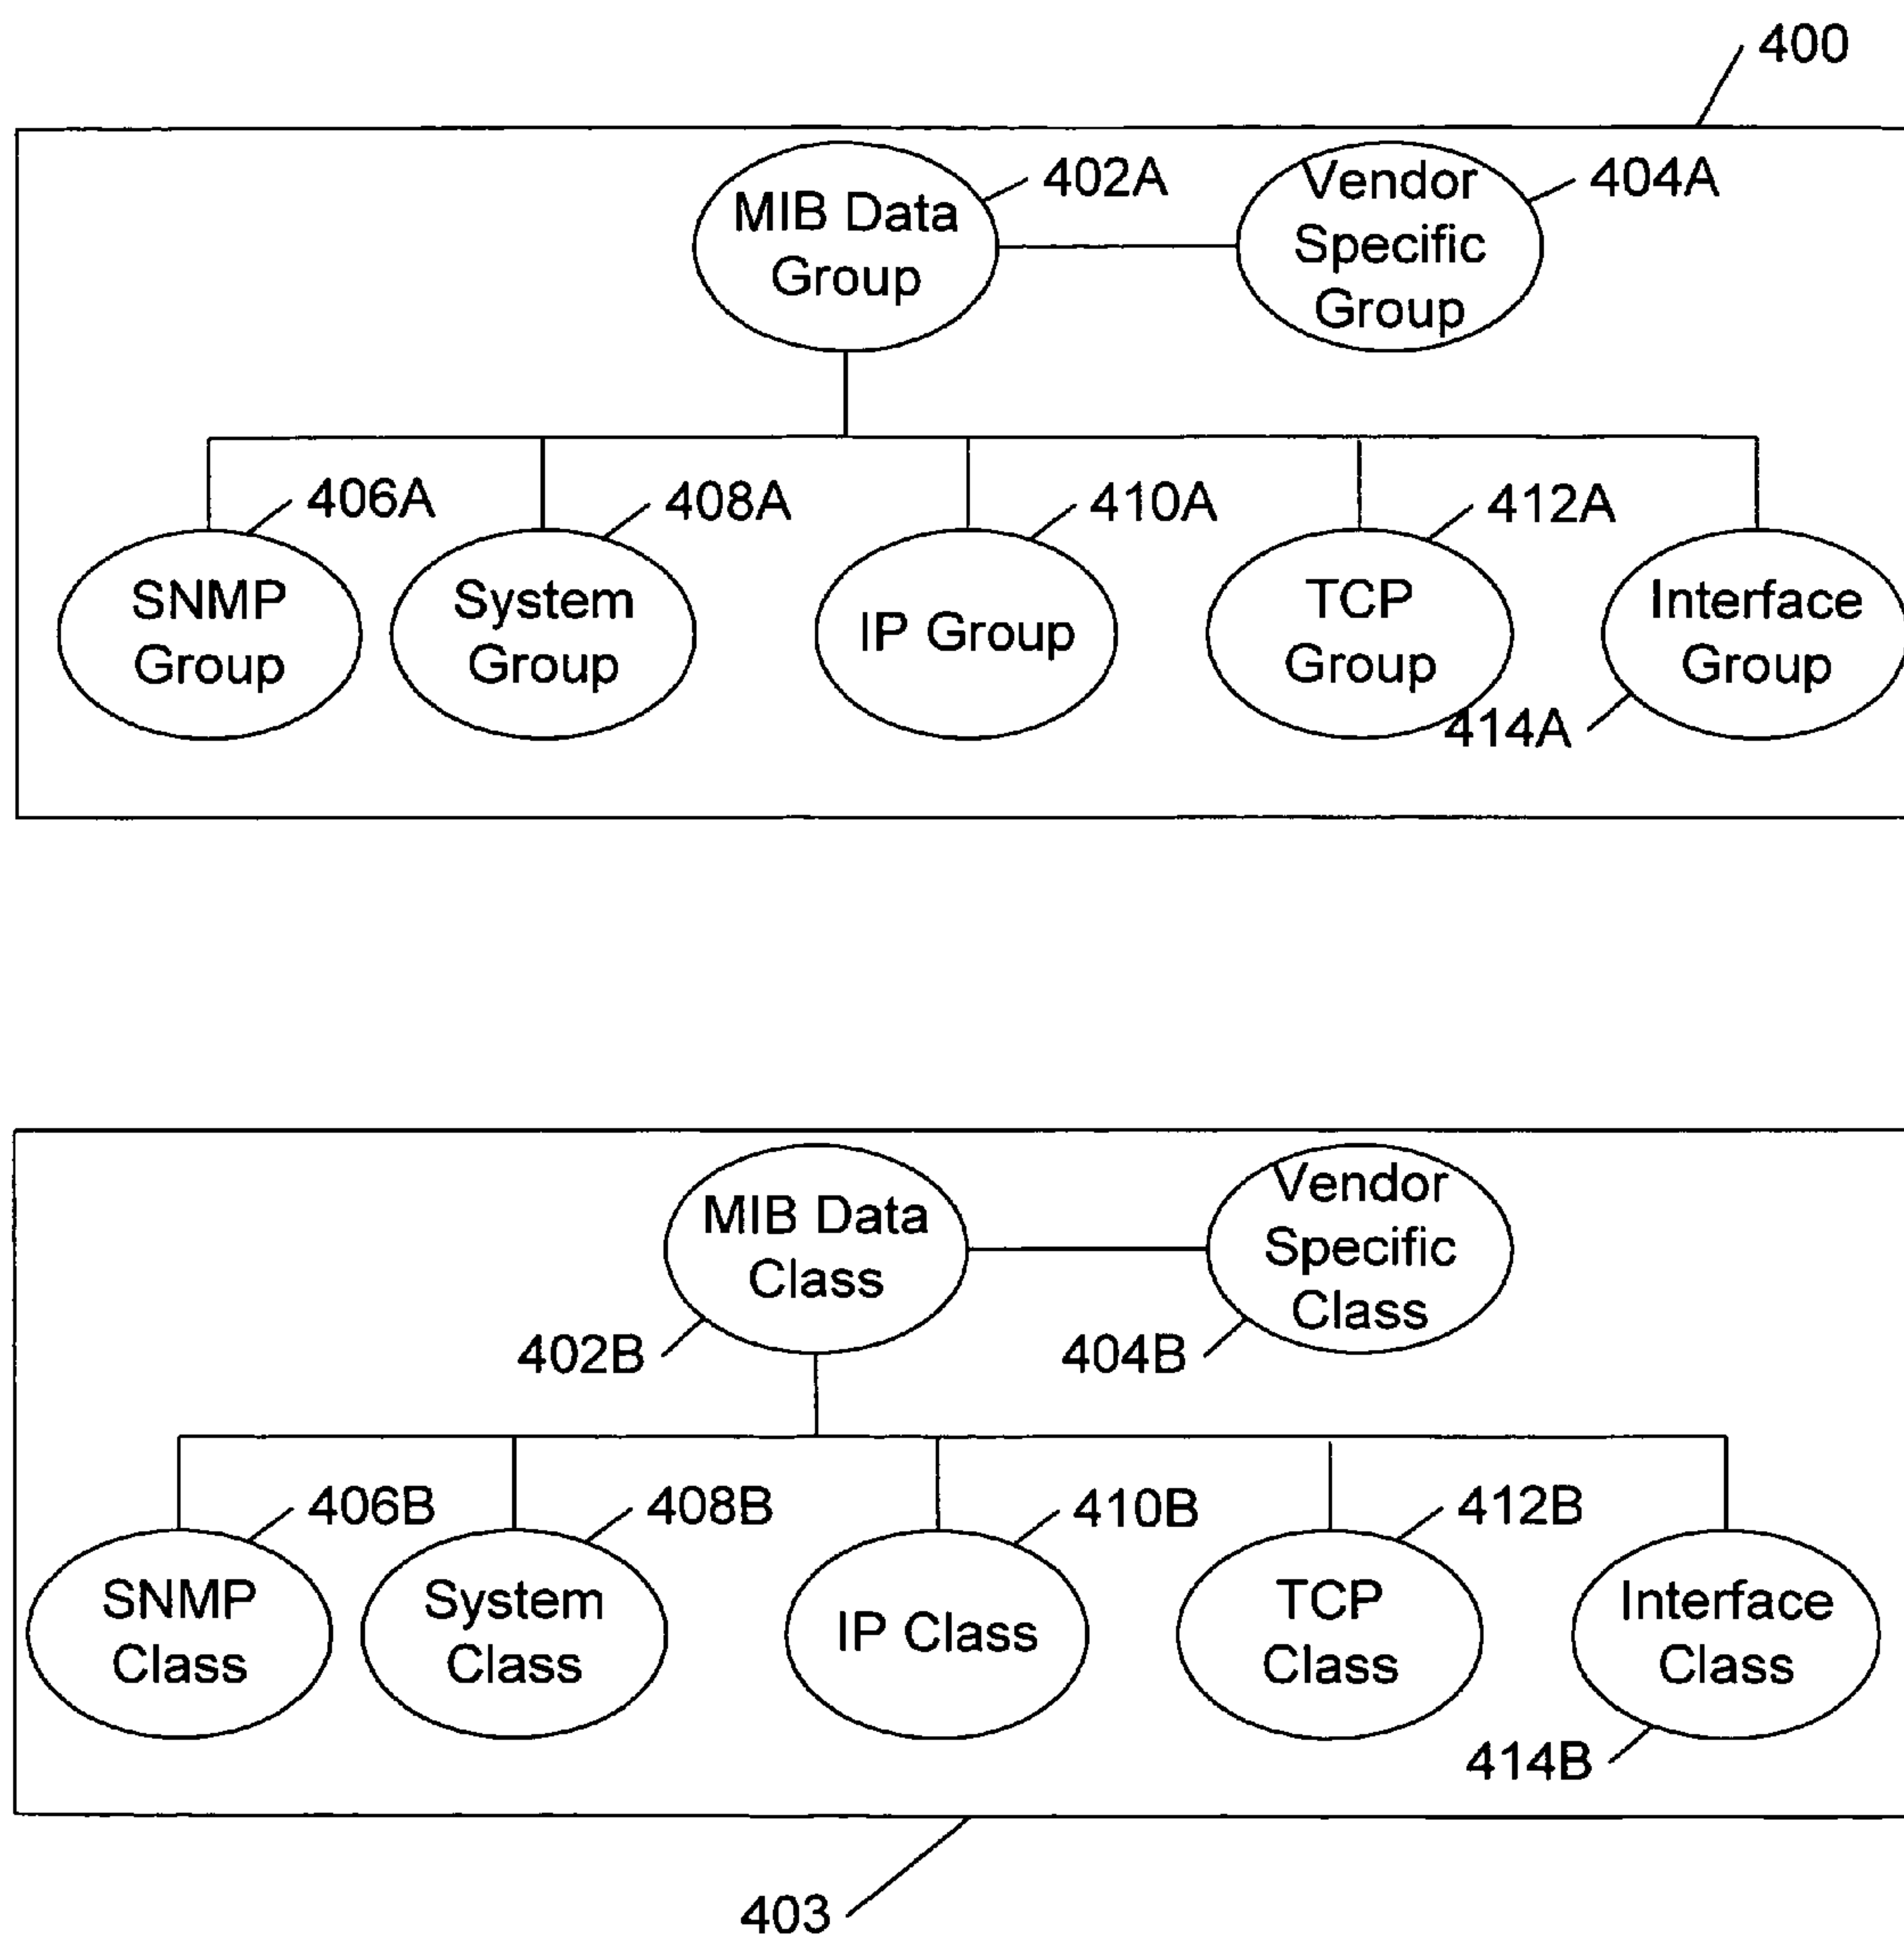 400
MIB Data
Group
402A
Vendor
Specific
Group
404A
406A
408A
410A
412A
SNMP
Group
System
Group
IP Group
TCP
Group
Interface
Group
414A
MIB Data
Class
402B
Vendor
Specific
Class
404B
406B
408B
410B
412B
SNMP
Class
System
Class
IP Class
TCP
Class
Interface
Class
414B
403